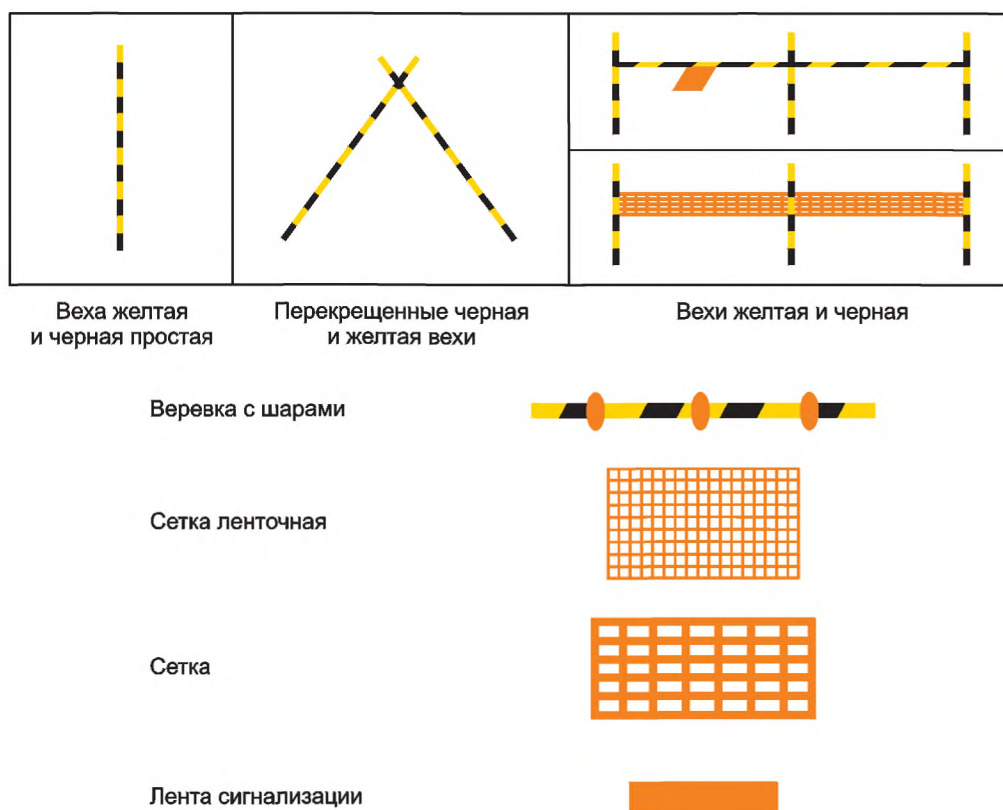 Веха желтая
и черная простая
Перекрещенные черная
и желтая вехи
Вехи желтая и черная
Веревка с шарами
Сетка ленточная
Сетка
Лента сигнализации